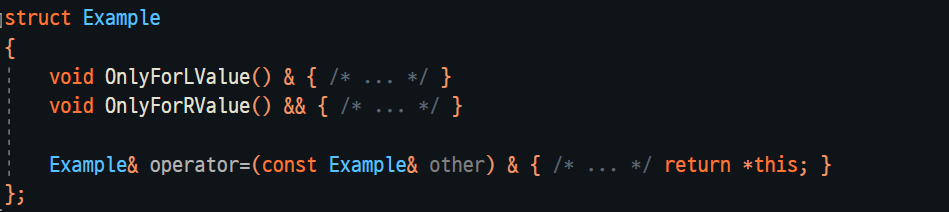 struct Example
{
    void OnlyForLValue() & { /* ... */ }
    void OnlyForRValue() && { /* ... */ }
    Example& operator=(const Example& other) & { /* ... */ return *this; }
};